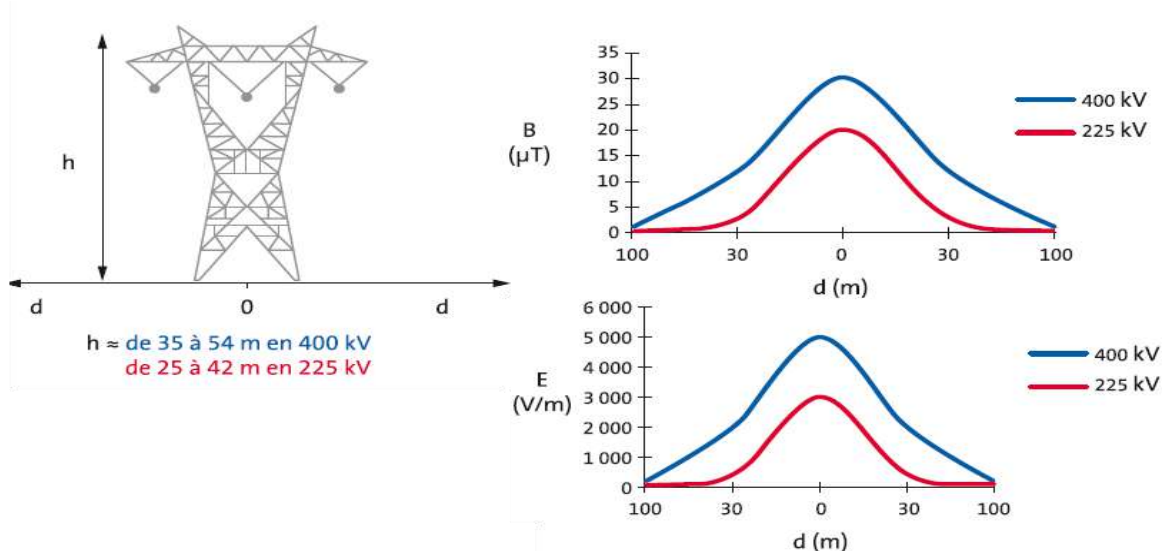 h
d 0 d
h ≈ de 35 à 54 m en 400 kV
de 25 à 42 m en 225 kV
B
(µT)
35
30
25
20
15
10
5
0
100 30 0 30 100
d (m)
400 kV
225 kV
E
(V/m)
6 000
5 000
4 000
3 000
2 000
1 000
0
100 30 0 30 100
d (m)
400 kV
225 kV